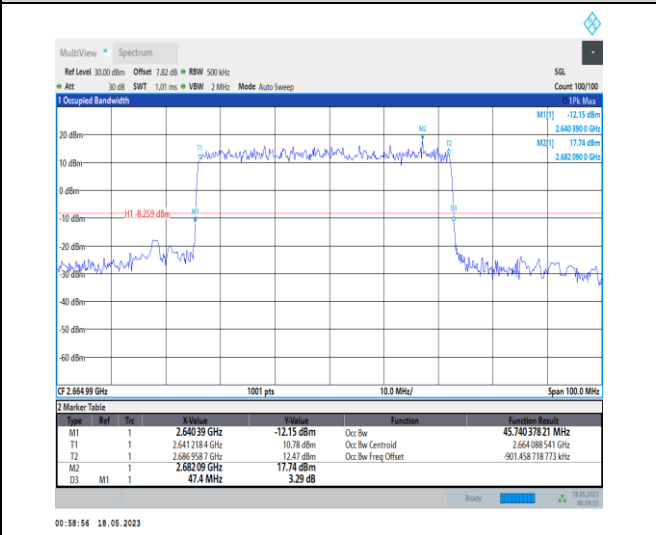 MultiView Spectrum
Ref Level 30.00 dBm Offset 7.82 dB RBW 500 kHz SGL
Att 30 dB SWT 1.01 ms VBW 2 MHz Mode Auto Sweep Count 100/100
1 Occupied Bandwidth 1Pk Max
M1[1] -12.15 dBm
2.640 390 0 GHz
M2[1] 17.74 dBm
2.682 090 0 GHz
20 dBm
M2
T1
T2
10 dBm
0 dBm
D3
M1
H1 -8.259 dBm
-10 dBm
-20 dBm
-30 dBm
-40 dBm
-50 dBm
-60 dBm
CF 2.664 99 GHz 1001 pts 10.0 MHz/ Span 100.0 MHz
2 Marker Table
Type Ref Trc X-Value Y-Value Function Function Result
M1 1 2.640 39 GHz -12.15 dBm Occ Bw 45.740 378 21 MHz
T1 1 2.641 218 4 GHz 10.78 dBm Occ Bw Centroid 2.664 088 541 GHz
T2 1 2.686 958 7 GHz 12.47 dBm Occ Bw Freq Offset -901.458 718 773 kHz
M2 1 2.682 09 GHz 17.74 dBm
D3 M1 1 47.4 MHz 3.29 dB
Ready 18.05.2023
00:58:55
00:58:56 18.05.2023